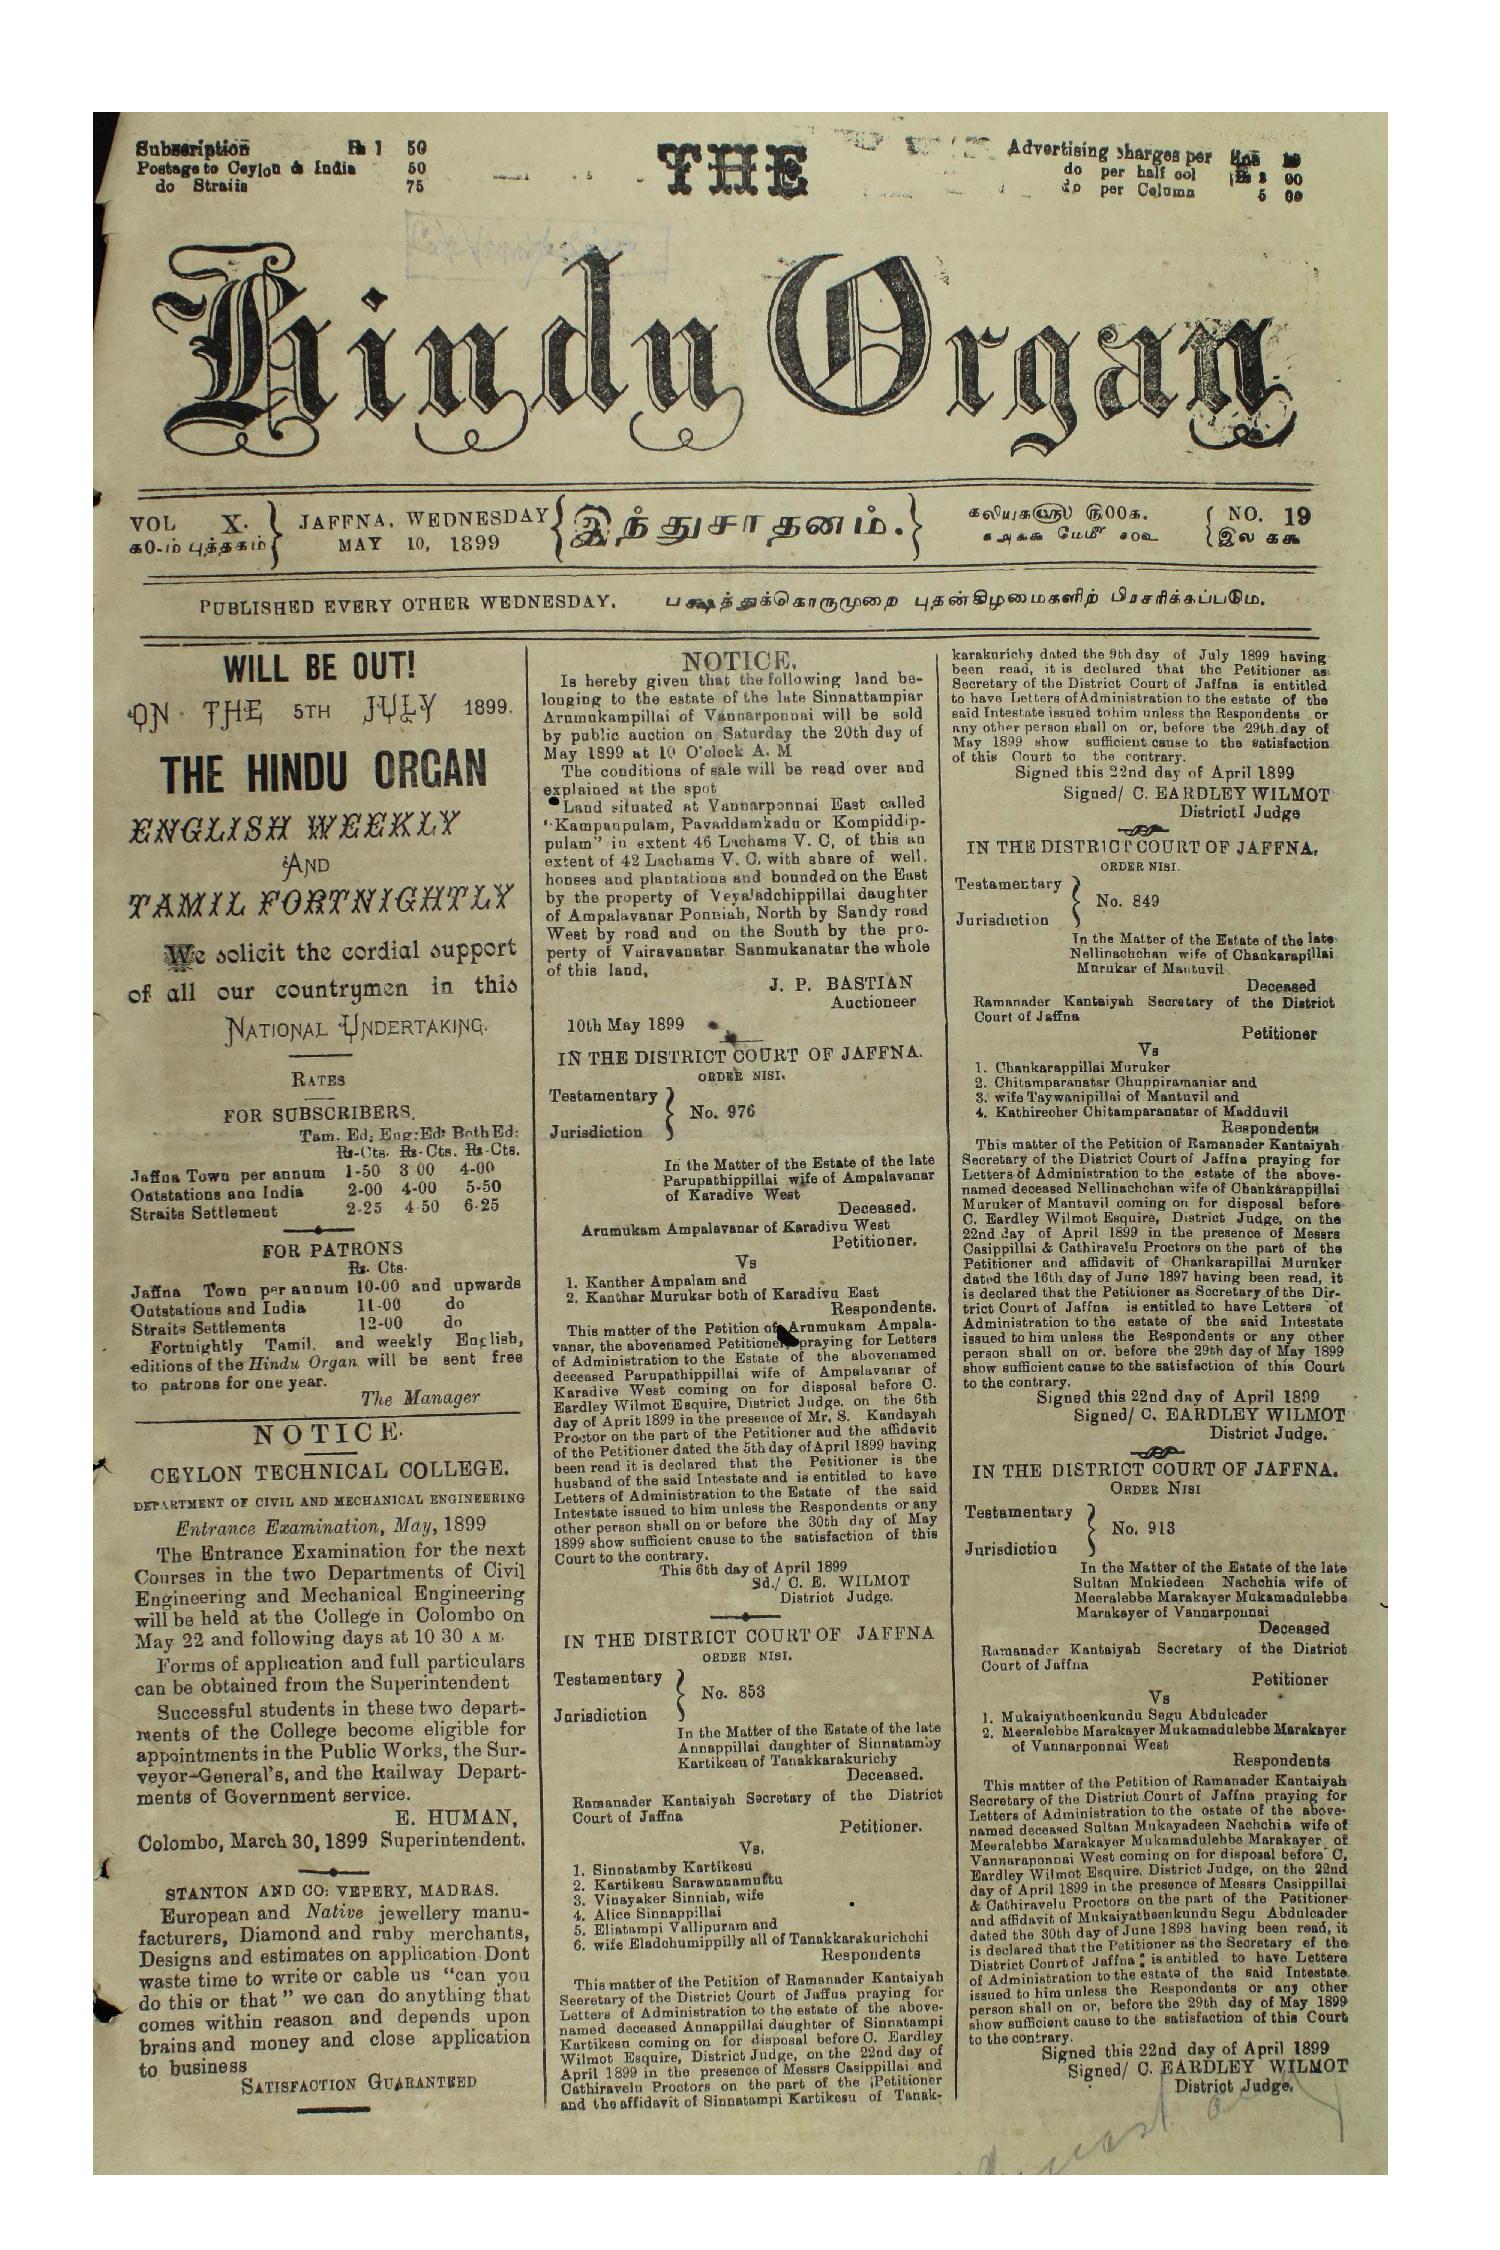 Subscription Rs 1 50
Postage to Ceylon & India 50
do Straits 75
THE
Advertising charges per
do per half col
do per Column 5 00
Hindu Organ
VOL X.
௧0-ம் புத்தகம்
JAFFNA, WEDNESDAY
MAY 10, 1899
இந்துசாதனம்.
NO. 19
இல ௧௯
PUBLISHED EVERY OTHER WEDNESDAY. பக்ஷத்துக்கொருமுறை புதன்கிழமைகளிற் பிரசரிக்கப்படும்.
WILL BE OUT!
ON THE 5TH JULY 1899.
THE HINDU ORGAN
ENGLISH WEEKLY
AND
TAMIL FORTNIGHTLY
We solicit the cordial support
of all our countrymen in this
NATIONAL UNDERTAKING.
RATES
FOR SUBSCRIBERS.
Tam. Ed; Eng:Ed: Both Ed:
Rs-Cts. Rs-Cts. Rs-Cts.
Jaffna Town per annum 1-50 3 00 4-00
Outstations and India 2-00 4-00 5-50
Straits Settlement 2-25 4 50 6-25
FOR PATRONS
Rs. Cts.
Jaffna Town per annum 10-00 and upwards
Outstations and India 11-00 do
Straits Settlements 12-00 do
Fortnightly Tamil, and weekly English,
editions of the Hindu Organ will be sent free
to patrons for one year.
The Manager
NOTICE.
CEYLON TECHNICAL COLLEGE.
DEPARTMENT OF CIVIL AND MECHANICAL ENGINEERING
Entrance Examination, May, 1899
The Entrance Examination for the next
Courses in the two Departments of Civil
Engineering and Mechanical Engineering
will be held at the College in Colombo on
May 22 and following days at 10 30 A M.
Forms of application and full particulars
can be obtained from the Superintendent
Successful students in these two depart-
ments of the College become eligible for
appointments in the Public Works, the Sur-
veyor-General's, and the Railway Depart-
ments of Government service.
E. HUMAN,
Colombo, March 30, 1899 Superintendent.
STANTON AND CO: VEPERY, MADRAS.
European and Native jewellery manu-
facturers, Diamond and ruby merchants,
Designs and estimates on application Dont
waste time to write or cable us "can you
do this or that" we can do anything that
comes within reason and depends upon
brains and money and close application
to business
SATISFACTION GUARANTEED
NOTICE.
Is hereby given that the following land be-
longing to the estate of the late Sinnattampiar
Arumukampillai of Vannarponnai will be sold
by public auction on Saturday the 20th day of
May 1899 at 10 O'clock A. M
The conditions of sale will be read over and
explained at the spot
Land situated at Vannarponnai East called
"Kampanpulam, Pavaddamkadu or Kompiddip-
pulam" in extent 46 Lachams V. C, of this an
extent of 42 Lachams V. C. with share of well,
houses and plantations and bounded on the East
by the property of Veyaladchippillai daughter
of Ampalavanar Ponniah, North by Sandy road
West by road and on the South by the pro-
perty of Vairavanatar Sanmukanatar the whole
of this land,
J. P. BASTIAN
Auctioneer
10th May 1899
IN THE DISTRICT COURT OF JAFFNA.
ORDER NISI.
Testamentary
Jurisdiction
No. 976
In the Matter of the Estate of the late
Parupathippillai wife of Ampalavanar
of Karadive West
Deceased.
Arumukam Ampalavanar of Karadivu West
Petitioner.
Vs
1. Kanther Ampalam and
2. Kanthar Murukar both of Karadivu East
Respondents.
This matter of the Petition of Arumukam Ampala-
vanar, the abovenamed Petitioner, praying for Letters
of Administration to the Estate of the abovenamed
deceased Parupathippillai wife of Ampalavanar of
Karadive West coming on for disposal before C.
Eardley Wilmot Esquire, District Judge, on the 6th
day of April 1899 in the presence of Mr. S. Kandayah
Proctor on the part of the Petitioner and the affidavit
of the Petitioner dated the 5th day of April 1899 having
been read it is declared that the Petitioner is the
husband of the said Intestate and is entitled to have
Letters of Administration to the Estate of the said
Intestate issued to him unless the Respondents or any
other person shall on or before the 30th day of May
1899 show sufficient cause to the satisfaction of this
Court to the contrary.
This 6th day of April 1899
Sd./ C. E. WILMOT
District Judge.
IN THE DISTRICT COURT OF JAFFNA
ORDER NISI.
Testamentary
Jurisdiction
No. 853
In the Matter of the Estate of the late
Annappillai daughter of Sinnatamby
Kartikesu of Tanakkarakurichy
Deceased.
Ramanader Kantaiyah Secretary of the District
Court of Jaffna
Petitioner.
Vs.
1. Sinnatamby Kartikesu
2. Kartikesu Sarawanamuttu
3. Vinayaker Sinniah, wife
4. Alice Sinnappillai
5. Eliatampi Vallipuram and
6. wife Eladchumippilly all of Tanakkarakurichchi
Respondents
This matter of the Petition of Ramanader Kantaiyah
Secretary of the District Court of Jaffna praying for
Letters of Administration to the estate of the above-
named deceased Annappillai daughter of Sinnatampi
Kartikesu coming on for disposal before C. Eardley
Wilmot Esquire, District Judge, on the 22nd day of
April 1899 in the presence of Messrs Casippillai and
Cathiravelu Proctors on the part of the Petitioner
and the affidavit of Sinnatampi Kartikesu of Tanak-
karakurichy dated the 9th day of July 1899 having
been read, it is declared that the Petitioner as
Secretary of the District Court of Jaffna is entitled
to have Letters of Administration to the estate of the
said Intestate issued to him unless the Respondents or
any other person shall on or, before the 29th day of
May 1899 show sufficient cause to the satisfaction
of this Court to the contrary.
Signed this 22nd day of April 1899
Signed/ C. EARDLEY WILMOT
DistrictI Judge
IN THE DISTRICT COURT OF JAFFNA,
ORDER NISI.
Testamentary
Jurisdiction
No. 849
In the Matter of the Estate of the late
Nellinachchan wife of Chankarapillai
Murukar of Mantuvil
Deceased
Ramanader Kantaiyah Secretary of the District
Court of Jaffna
Petitioner
Vs
1. Chankarappillai Muruker
2. Chitamparanatar Chuppiramaniar and
3. wife Taywanipillai of Mantuvil and
4. Kathirecher Chitamparanatar of Madduvil
Respondents
This matter of the Petition of Ramanader Kantaiyah
Secretary of the District Court of Jaffna praying for
Letters of Administration to the estate of the above-
named deceased Nellinachchan wife of Chankarappillai
Muruker of Mantuvil coming on for disposal before
C. Eardley Wilmot Esquire, District Judge, on the
22nd day of April 1899 in the presence of Messrs
Casippillai & Cathiravelu Proctors on the part of the
Petitioner and affidavit of Chankarapillai Muruker
dated the 16th day of June 1897 having been read, it
is declared that the Petitioner as Secretary of the Dir-
trict Court of Jaffna is entitled to have Letters of
Administration to the estate of the said Intestate
issued to him unless the Respondents or any other
person shall on or. before the 29th day of May 1899
show sufficient cause to the satisfaction of this Court
to the contrary.
Signed this 22nd day of April 1899
Signed/ C. EARDLEY WILMOT
District Judge.
IN THE DISTRICT COURT OF JAFFNA.
ORDER NISI
Testamentary
Jurisdiction
No. 913
In the Matter of the Estate of the late
Sultan Mukiedeen Nachchia wife of
Meeralebbe Marakayer Mukamadulebbe
Marakayer of Vannarponnai
Deceased
Ramanader Kantaiyah Secretary of the District
Court of Jaffna
Petitioner
Vs
1. Mukaiyatheenkundu Segu Abdulcader
2. Meeralebbe Marakayer Mukamadulebbe Marakayer
of Vannarponnai West
Respondents
This matter of the Petition of Ramanader Kantaiyah
Secretary of the District Court of Jaffna praying for
Letters of Administration to the ostate of the above-
named deceased Sultan Mukayadeen Nachchia wife of
Meeralebbe Marakayer Mukamadulebbe Marakayer of
Vannaraponnai West coming on for disposal before C,
Eardley Wilmot Esquire. District Judge, on the 22nd
day of April 1899 in the presence of Messrs Casippillai
& Cathiravelu Proctors on the part of the Petitioner
and affidavit of Mukaiyatheenkundu Segu Abdulcader
dated the 30th day of June 1898 having been read, it
is declared that the Petitioner as the Secretary of the
District Court of Jaffna is entitled to have Letters
of Administration to the estate of the said Intestate.
issued to him unless the Respondents or any other
person shall on or, before the 29th day of May 1899
show sufficient cause to the satisfaction of this Court
to the contrary.
Signed this 22nd day of April 1899
Signed/ C. EARDLEY WILMOT
District Judge.